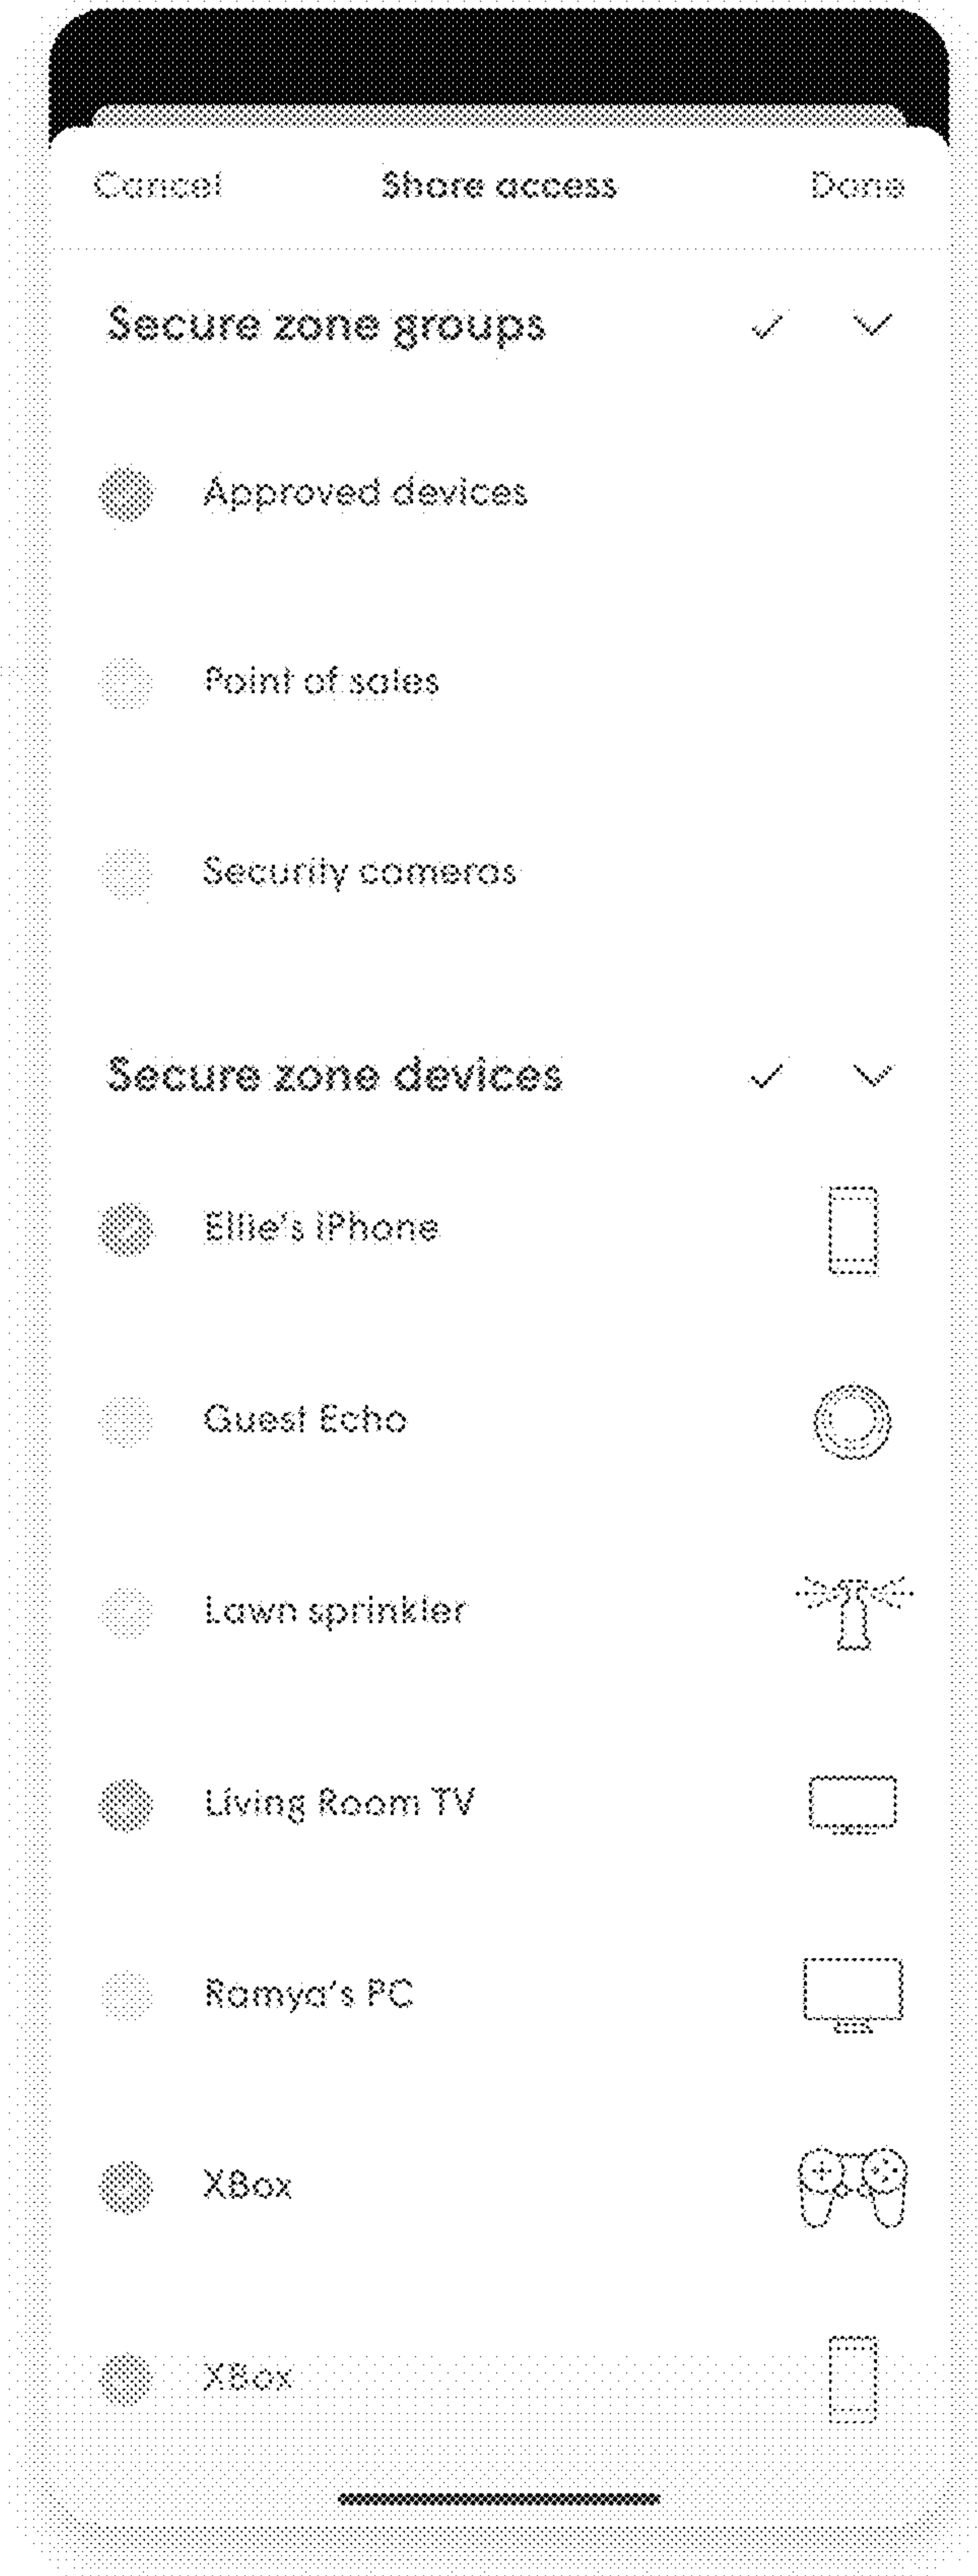 Cancel Share access Done
Secure zone groups
Approved devices
Point of sales
Security cameras
Secure zone devices
Ellie's iPhone
Guest Echo
Lawn sprinkler
Living Room TV
Ramya's PC
XBox
XBox